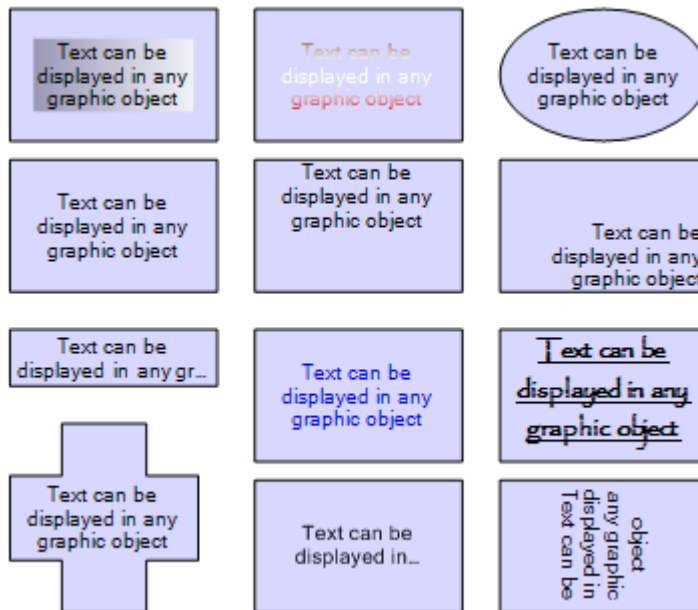 Text can be
displayed in any
graphic object
Text can be
displayed in any
graphic object
Text can be
displayed in any
graphic object
Text can be
displayed in any
graphic object
Text can be
displayed in any
graphic object
Text can be
displayed in any
graphic object
Text can be
displayed in any gr...
Text can be
displayed in any
graphic object
Text can be
displayed in any
graphic object
Text can be
displayed in any
graphic object
Text can be
displayed in...
Text can be
displayed in
any graphic
object